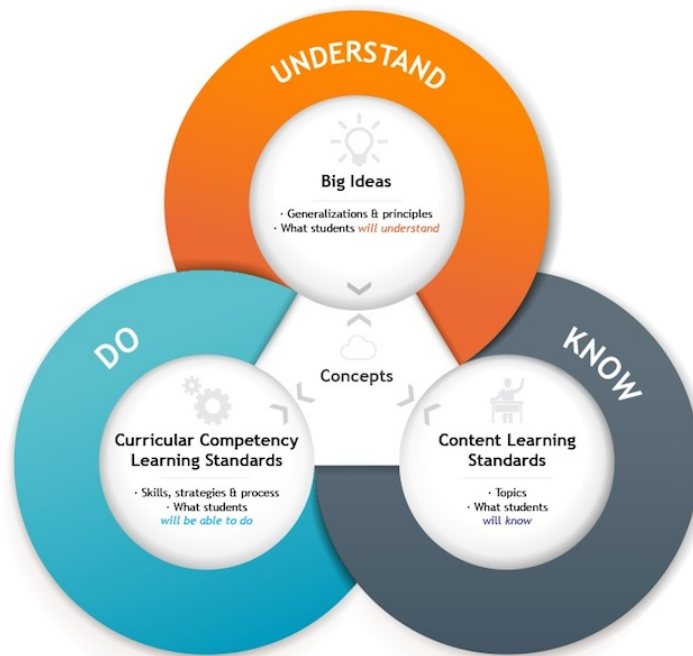 UNDERSTAND
Big Ideas
· Generalizations & principles
· What students will understand
DO
KNOW
Concepts
Curricular Competency
Learning Standards
· Skills, strategies & process
· What students
will be able to do
Content Learning
Standards
· Topics
· What students
will know